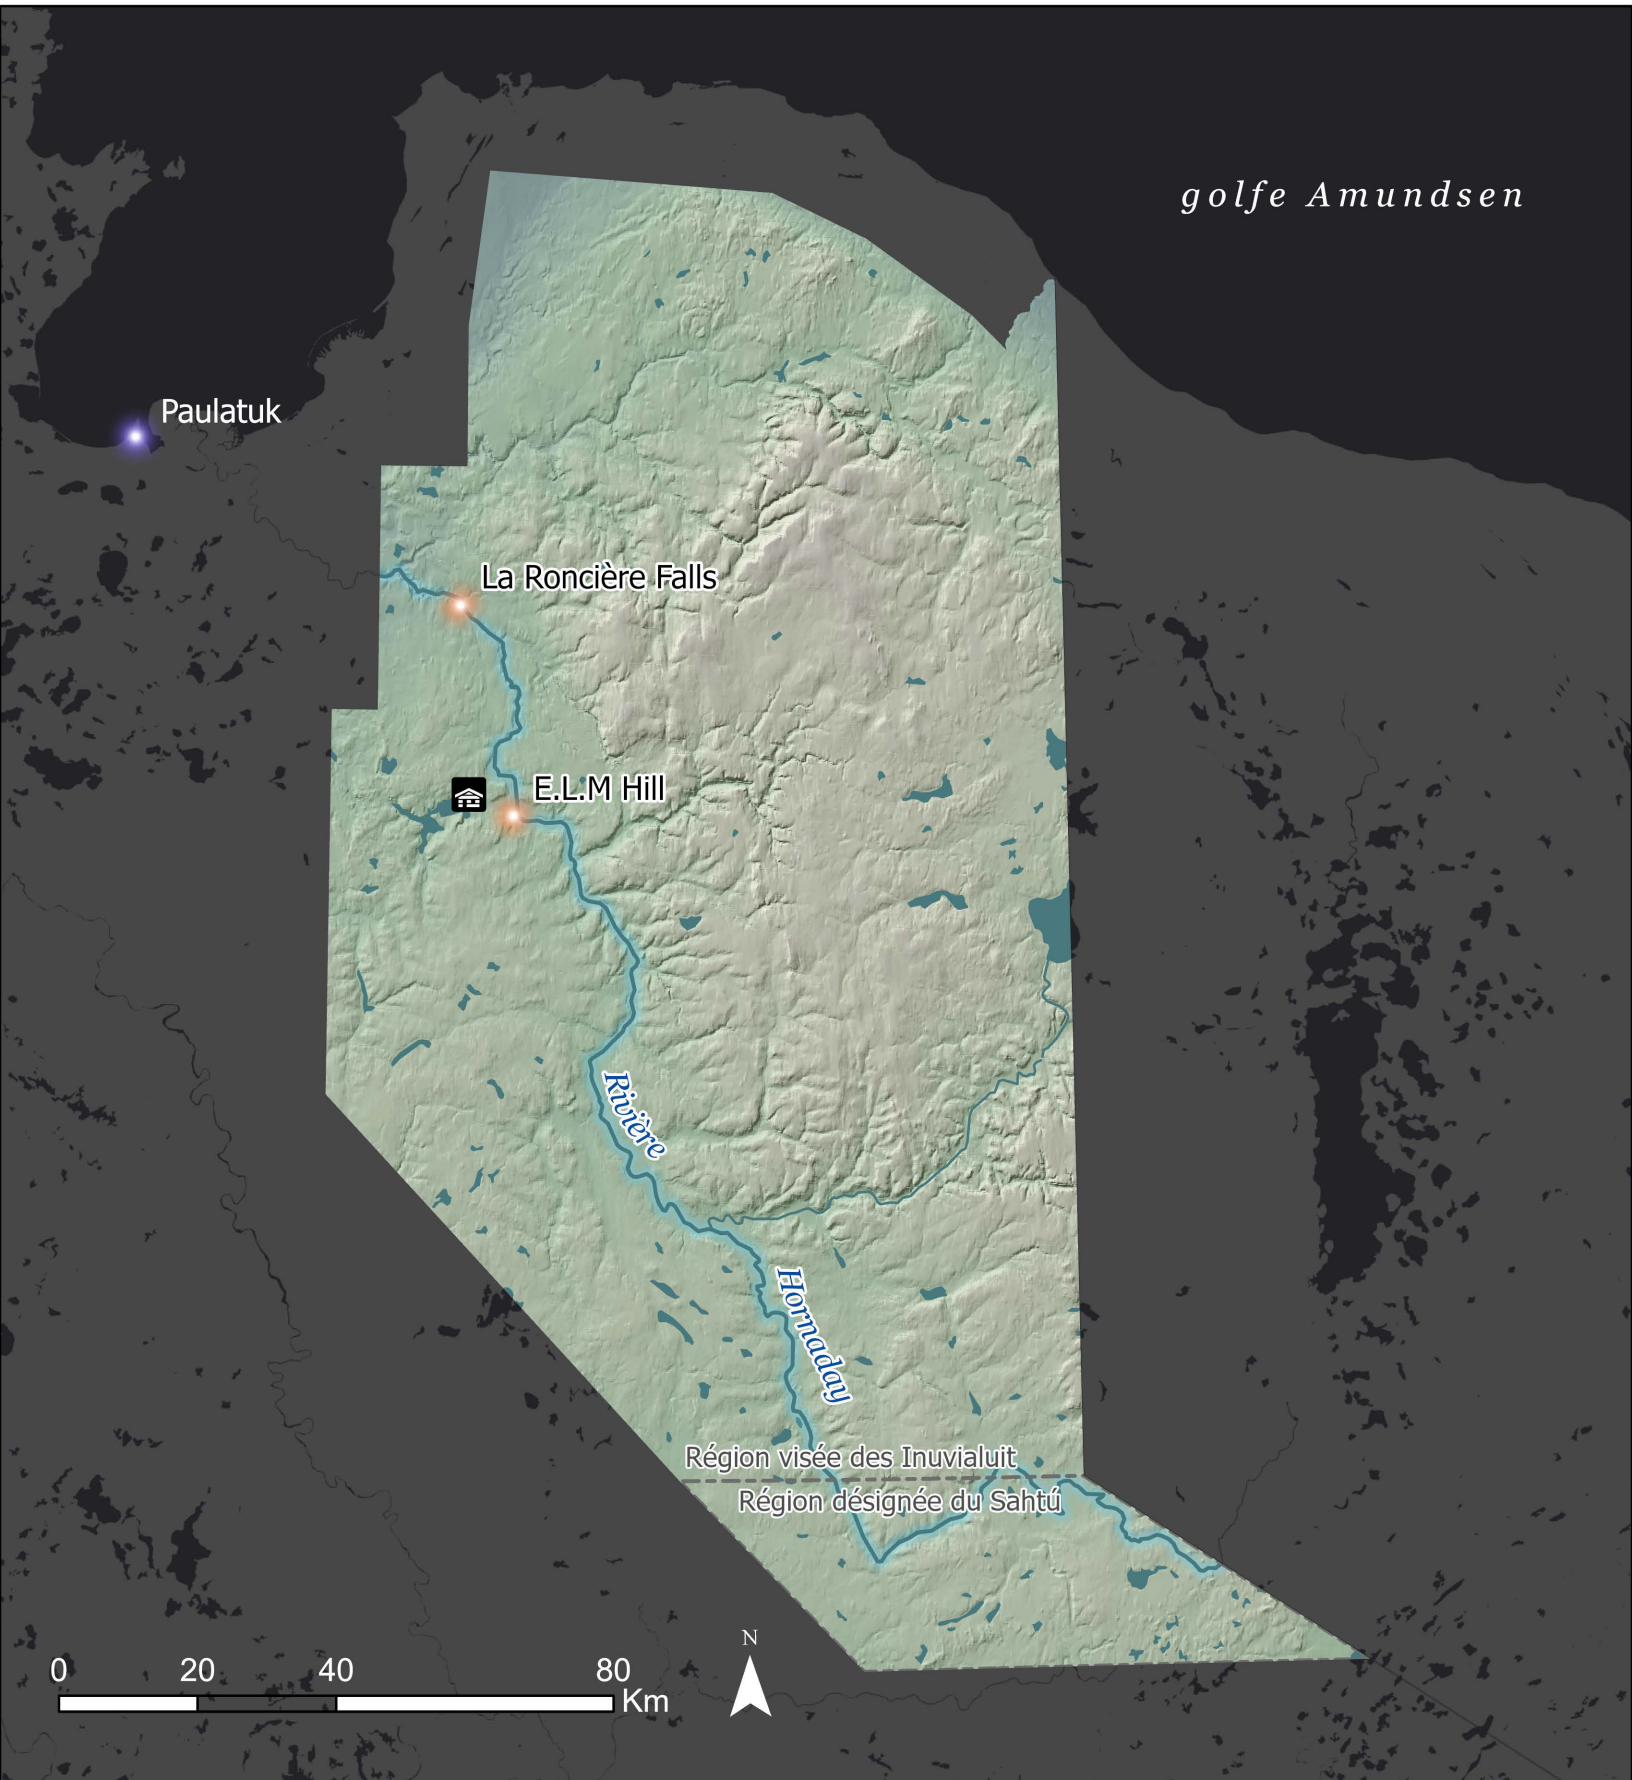 golfe Amundsen
Paulatuk
La Roncière Falls
E.L.M Hill
Rivière
Hornaday
Région visée des Inuvialuit
Région désignée du Sahtú
N
0 20 40 80
Km